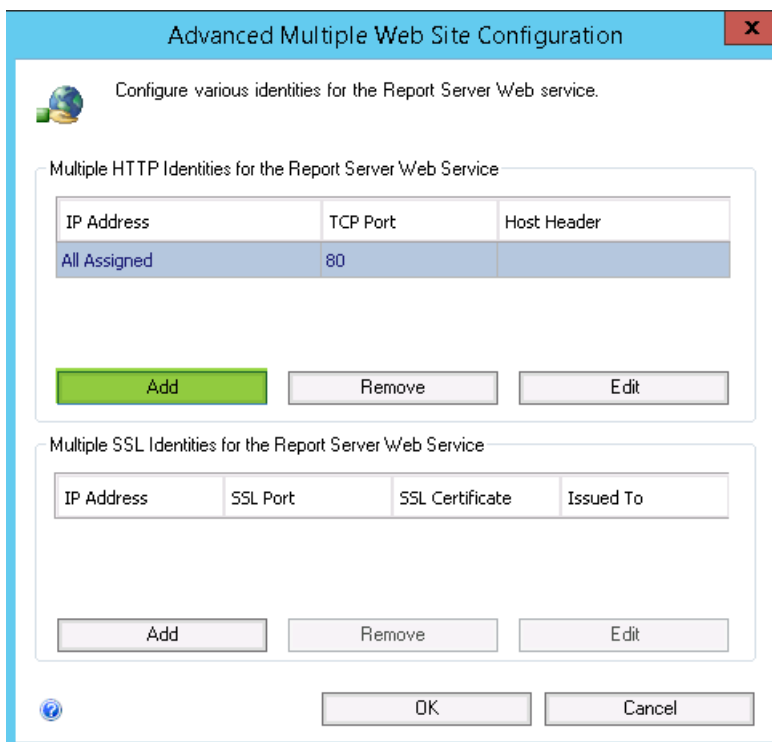 Advanced Multiple Web Site Configuration
x
Configure various identities for the Report Server Web service.
Multiple HTTP Identities for the Report Server Web Service
IP Address TCP Port Host Header
All Assigned 80
Add Remove Edit
Multiple SSL Identities for the Report Server Web Service
IP Address SSL Port SSL Certificate Issued To
Add Remove Edit
? OK Cancel